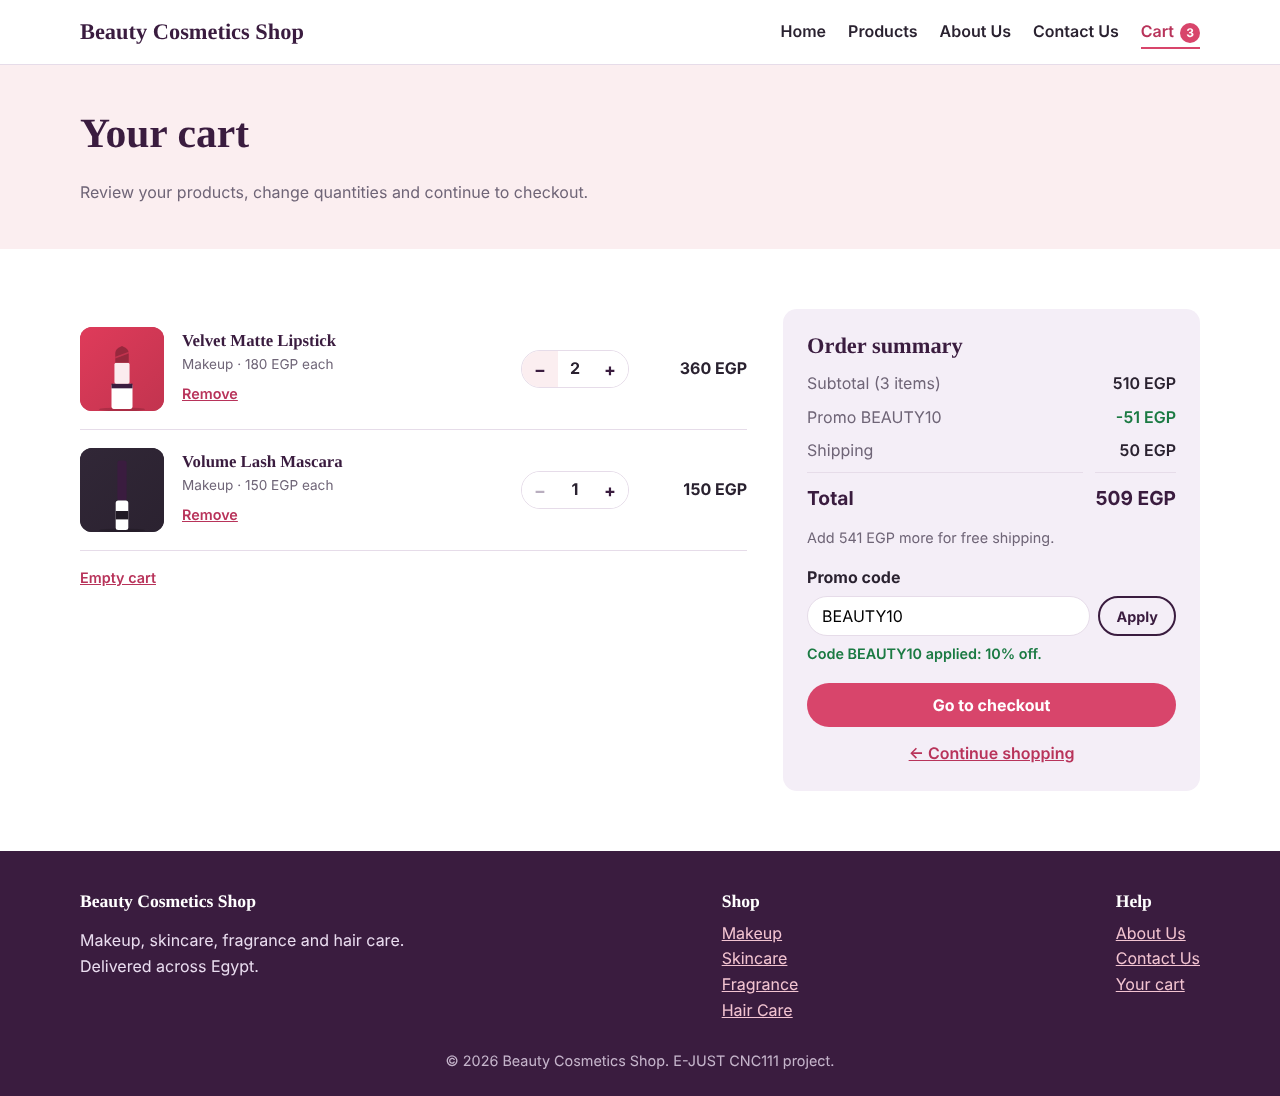 Beauty Cosmetics Shop
Home Products About Us Contact Us Cart 3
Your cart
Review your products, change quantities and continue to checkout.
Velvet Matte Lipstick
Makeup · 180 EGP each
Remove
− 2 +
360 EGP
Volume Lash Mascara
Makeup · 150 EGP each
Remove
− 1 +
150 EGP
Empty cart
Order summary
Subtotal (3 items) 510 EGP
Promo BEAUTY10 -51 EGP
Shipping 50 EGP
Total 509 EGP
Add 541 EGP more for free shipping.
Promo code
BEAUTY10 Apply
Code BEAUTY10 applied: 10% off.
Go to checkout
← Continue shopping
Beauty Cosmetics Shop
Makeup, skincare, fragrance and hair care.
Delivered across Egypt.
Shop
Makeup
Skincare
Fragrance
Hair Care
Help
About Us
Contact Us
Your cart
© 2026 Beauty Cosmetics Shop. E-JUST CNC111 project.